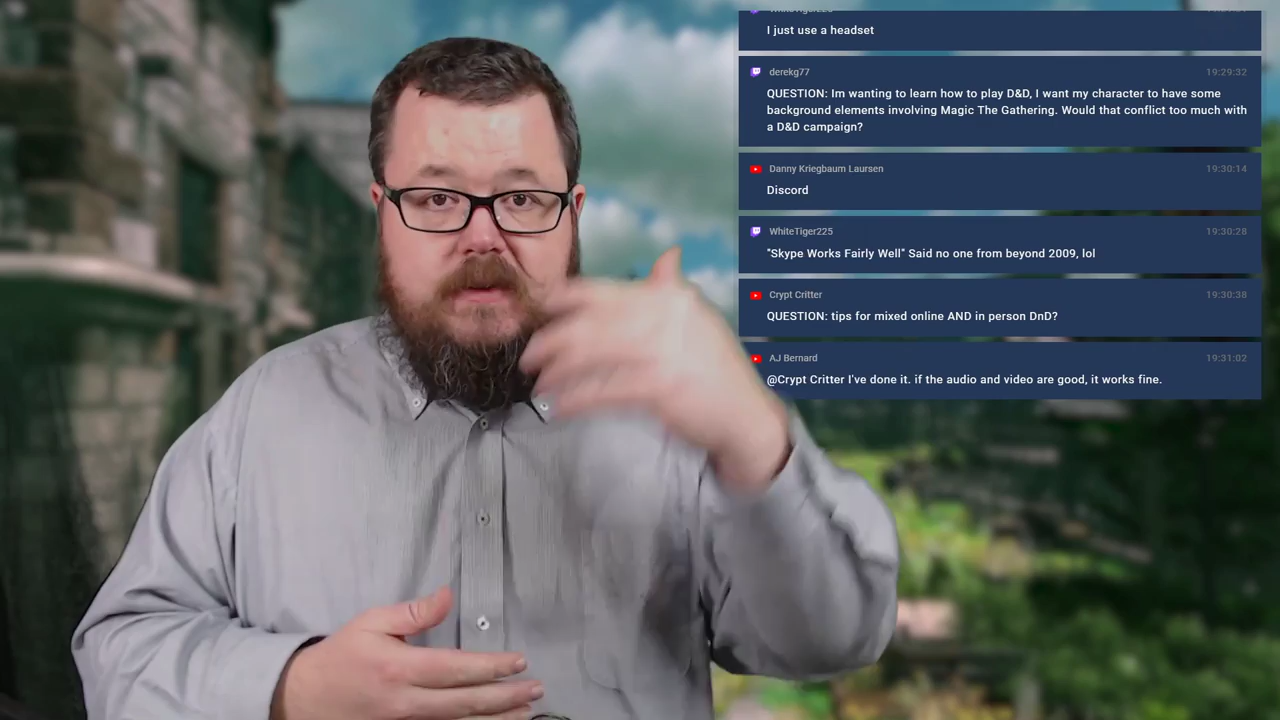 I just use a headset
derekg77 19:29:32
QUESTION: Im wanting to learn how to play D&D, I want my character to have some
background elements involving Magic The Gathering. Would that conflict too much with
a D&D campaign?
Danny Kriegbaum Laursen 19:30:14
Discord
WhiteTiger225 19:30:28
"Skype Works Fairly Well" Said no one from beyond 2009, lol
Crypt Critter 19:30:38
QUESTION: tips for mixed online AND in person DnD?
AJ Bernard 19:31:02
@Crypt Critter I've done it. if the audio and video are good, it works fine.